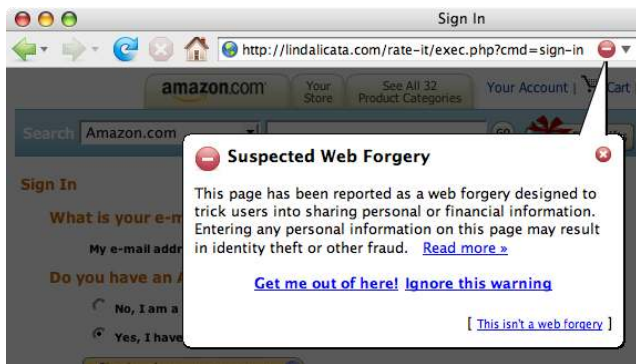 Sign In
http://lindalicata.com/rate-it/exec.php?cmd=sign-in
amazon.com Your Store See All 32 Product Categories Your Account | Cart
Search Amazon.com GO
Suspected Web Forgery
Sign In
This page has been reported as a web forgery designed to
trick users into sharing personal or financial information.
Entering any personal information on this page may result
in identity theft or other fraud. Read more »
What is your e-m
My e-mail addr
Do you have an A
Get me out of here! Ignore this warning
No, I am a
Yes, I have
[ This isn't a web forgery ]